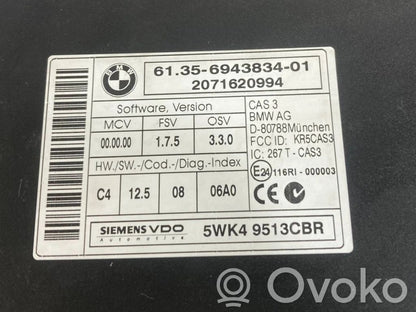 BMW
61.35-6943834-01
2071620994
Software, Version
MCV FSV OSV
00.00.00 1.7.5 3.3.0
HW./SW.-/Cod.-/Diag.-Index
C4 12.5 08 06A0
CAS 3
BMW AG
D-80788München
FCC ID: KR5CAS3
IC: 267 T - CAS3
E24 116RI -000003
CE
SIEMENS VDO
Automotive
5WK4 9513CBR
Ovoko